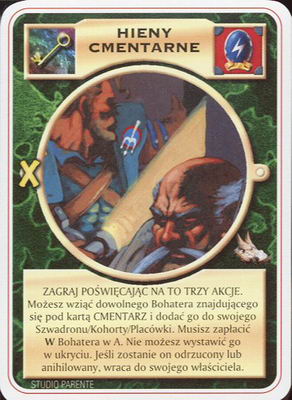 HIENY
CMENTARNE
X
ZAGRAJ POŚWIĘCAJĄC NA TO TRZY AKCJE.
Możesz wziąć dowolnego Bohatera znajdującego
się pod kartą CMENTARZ i dodać go do swojego
Szwadronu/Kohorty/Placówki. Musisz zapłacić
W Bohatera w A. Nie możesz wystawić go
w ukryciu. Jeśli zostanie on odrzucony lub
anihilowany, wraca do swojego właściciela.
STUDIO PARENTE